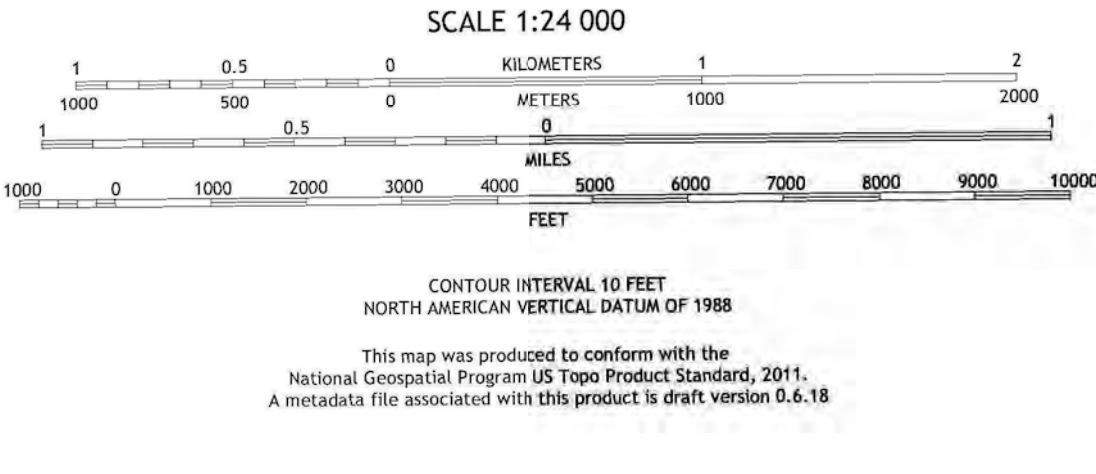 SCALE 1:24 000
1 0.5 0 KILOMETERS 1 2
1000 500 0 METERS 1000 2000
1 0.5 0 1
MILES
1000 0 1000 2000 3000 4000 5000 6000 7000 8000 9000 10000
FEET
CONTOUR INTERVAL 10 FEET
NORTH AMERICAN VERTICAL DATUM OF 1988
This map was produced to conform with the
National Geospatial Program US Topo Product Standard, 2011.
A metadata file associated with this product is draft version 0.6.18